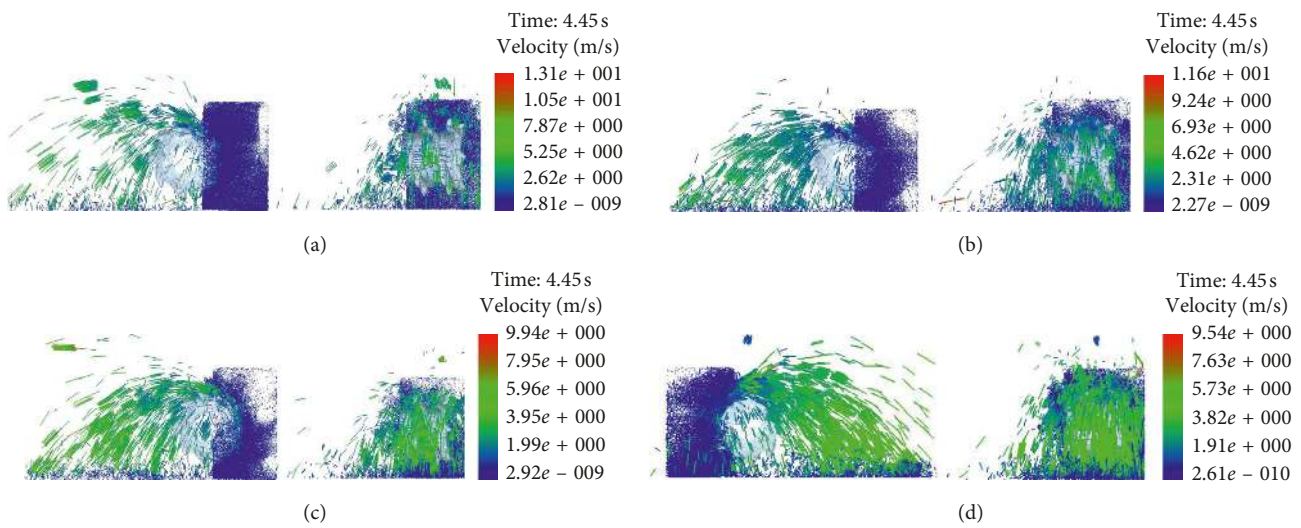 Time: 4.45 s
Velocity (m/s)
1.31e + 001
1.05e + 001
7.87e + 000
5.25e + 000
2.62e + 000
2.81e – 009
(a)
Time: 4.45 s
Velocity (m/s)
1.16e + 001
9.24e + 000
6.93e + 000
4.62e + 000
2.31e + 000
2.27e – 009
(b)
Time: 4.45 s
Velocity (m/s)
9.94e + 000
7.95e + 000
5.96e + 000
3.95e + 000
1.99e + 000
2.92e – 009
(c)
Time: 4.45 s
Velocity (m/s)
9.54e + 000
7.63e + 000
5.73e + 000
3.82e + 000
1.91e + 000
2.61e – 010
(d)